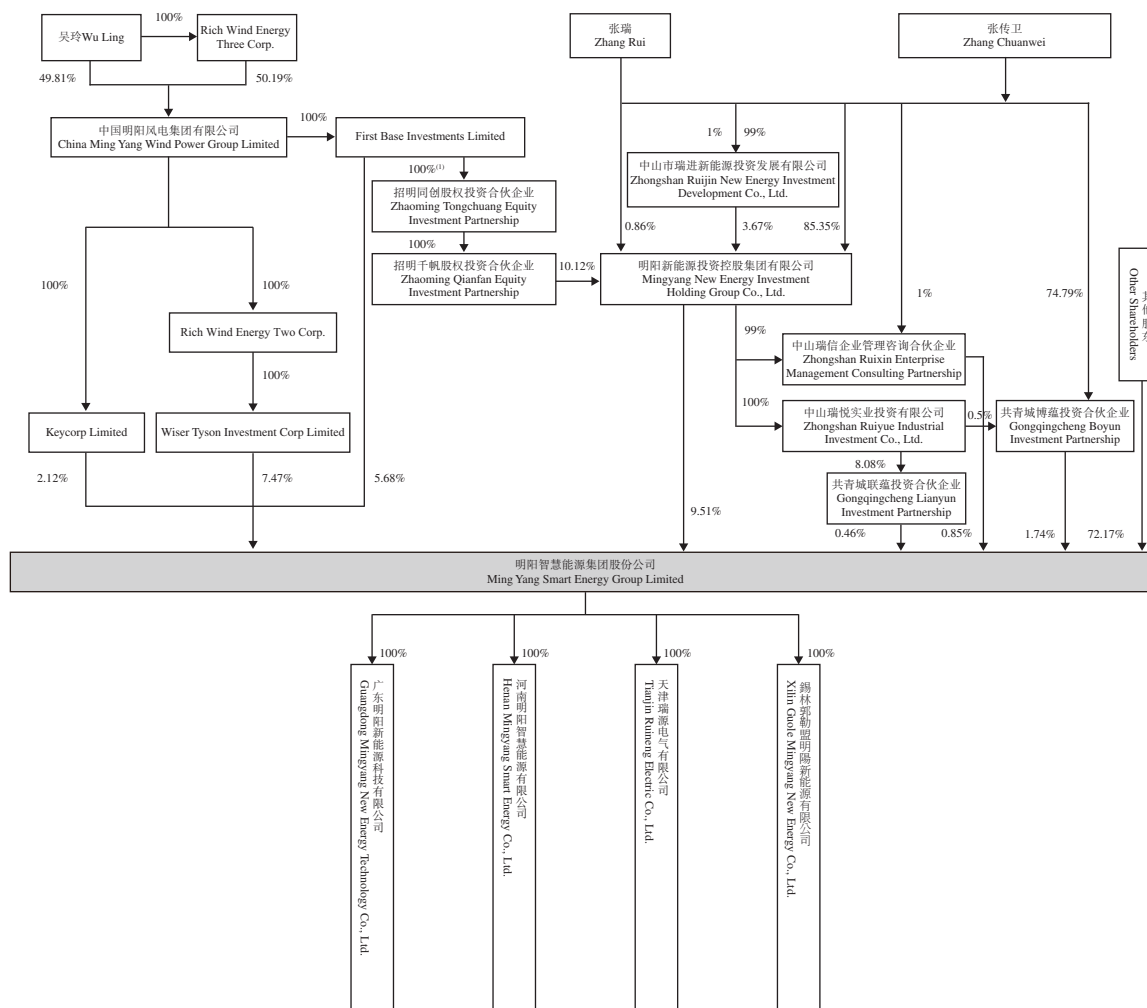 吴玲Wu Ling
100%
Rich Wind Energy
Three Corp.
张瑞
Zhang Rui
张传卫
Zhang Chuanwei
49.81%
50.19%
中国明阳风电集团有限公司
China Ming Yang Wind Power Group Limited
100%
First Base Investments Limited
1%
99%
100%(1)
招明同创股权投资合伙企业
Zhaoming Tongchuang Equity
Investment Partnership
中山市瑞进新能源投资发展有限公司
Zhongshan Ruijin New Energy Investment
Development Co., Ltd.
0.86%
3.67%
85.35%
100%
招明千帆股权投资合伙企业
Zhaoming Qianfan Equity
Investment Partnership
10.12%
明阳新能源投资控股集团有限公司
Mingyang New Energy Investment
Holding Group Co., Ltd.
100%
100%
1%
74.79%
其他股东
Other Shareholders
Rich Wind Energy Two Corp.
99%
中山瑞信企业管理咨询合伙企业
Zhongshan Ruixin Enterprise
Management Consulting Partnership
100%
100%
Keycorp Limited
Wiser Tyson Investment Corp Limited
中山瑞悦实业投资有限公司
Zhongshan Ruiyue Industrial
Investment Co., Ltd.
0.5%
共青城博蕴投资合伙企业
Gongqingcheng Boyun
Investment Partnership
2.12%
7.47%
5.68%
8.08%
共青城联蕴投资合伙企业
Gongqingcheng Lianyun
Investment Partnership
9.51%
0.46%
0.85%
1.74%
72.17%
明阳智慧能源集团股份公司
Ming Yang Smart Energy Group Limited
100%
100%
100%
100%
广东明阳新能源科技有限公司
Guangdong Mingyang New Energy Technology Co., Ltd.
河南明阳智慧能源有限公司
Henan Mingyang Smart Energy Co., Ltd.
天津瑞源电气有限公司
Tianjin Ruineng Electric Co., Ltd.
錫林郭勒盟明陽新能源有限公司
Xilin Guole Mingyang New Energy Co., Ltd.